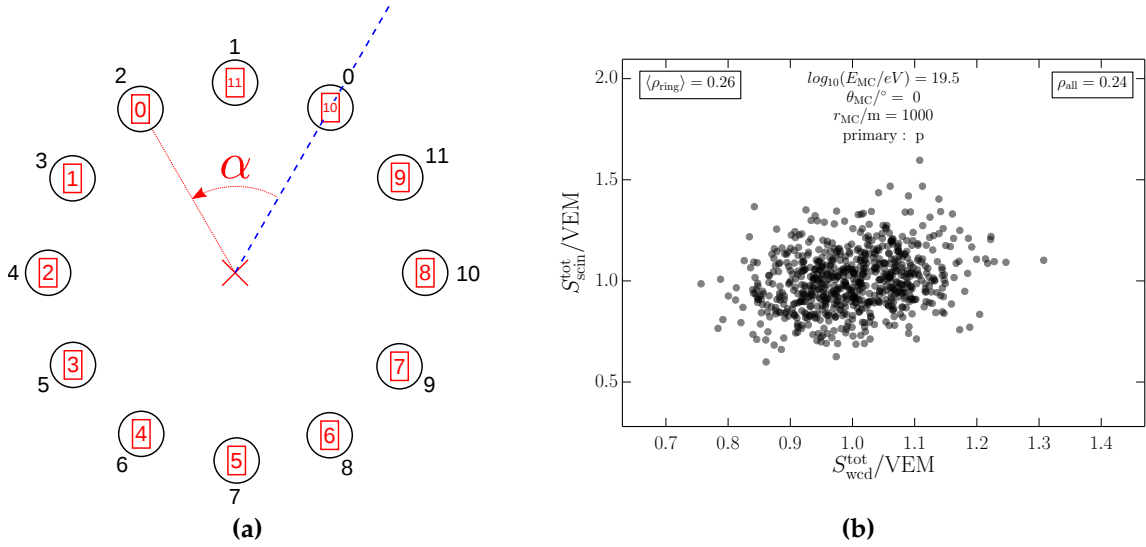 1
2
0
11
0
10
3
11
1
9
α
4
2
8
10
3
7
5
9
4
6
6
5
8
7
(a)
⟨ρ_ring⟩ = 0.26
log₁₀(E_MC/eV) = 19.5
θ_MC/° = 0
r_MC/m = 1000
primary : p
ρ_all = 0.24
2.0
1.5
1.0
0.5
S_scin^tot/VEM
0.7 0.8 0.9 1.0 1.1 1.2 1.3 1.4
S_wcd^tot/VEM
(b)